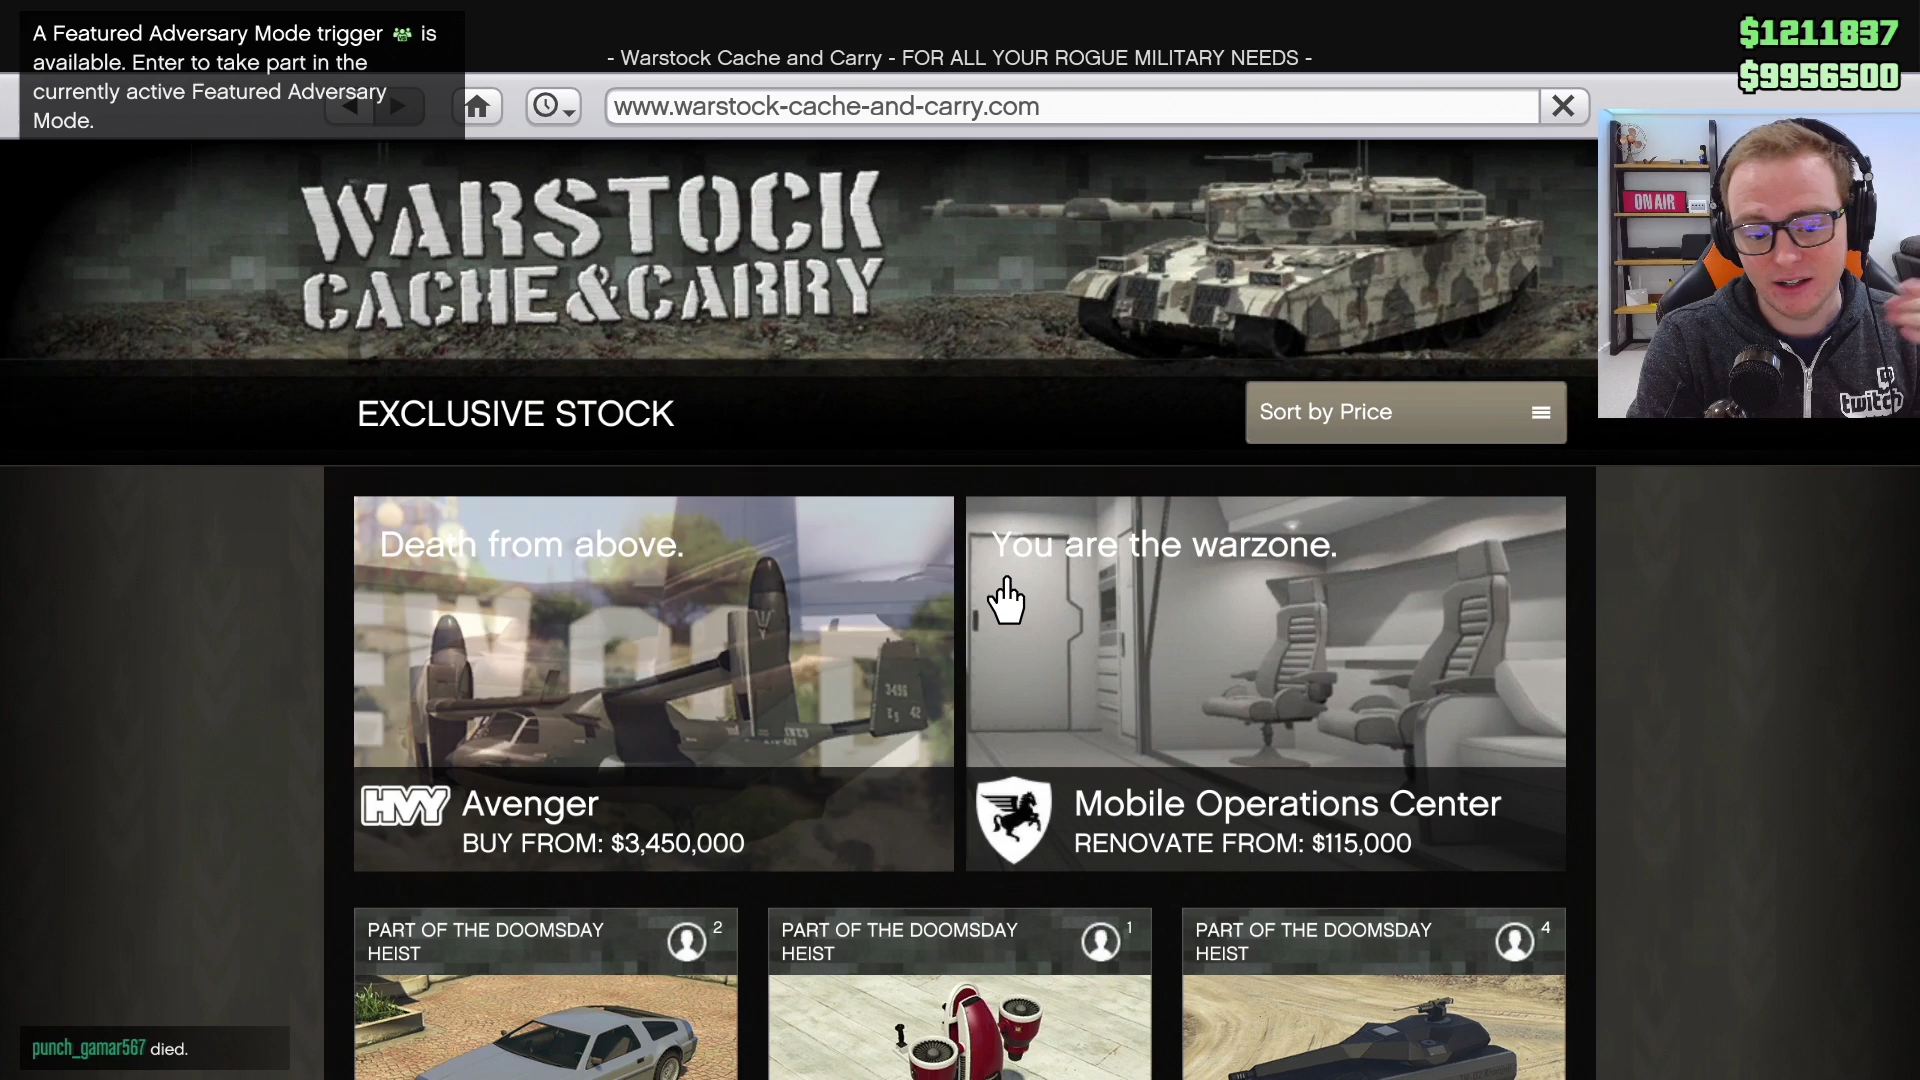 A Featured Adversary Mode trigger is
available. Enter to take part in the
currently active Featured Adversary
Mode.
- Warstock Cache and Carry - FOR ALL YOUR ROGUE MILITARY NEEDS -
$1211837
$9956500
www.warstock-cache-and-carry.com
WARSTOCK
CACHE & CARRY
ON AIR
twitch
EXCLUSIVE STOCK
Sort by Price
Death from above.
You are the warzone.
HVY
Avenger
BUY FROM: $3,450,000
Mobile Operations Center
RENOVATE FROM: $115,000
PART OF THE DOOMSDAY
HEIST
2
PART OF THE DOOMSDAY
HEIST
1
PART OF THE DOOMSDAY
HEIST
4
punch_gamar567 died.